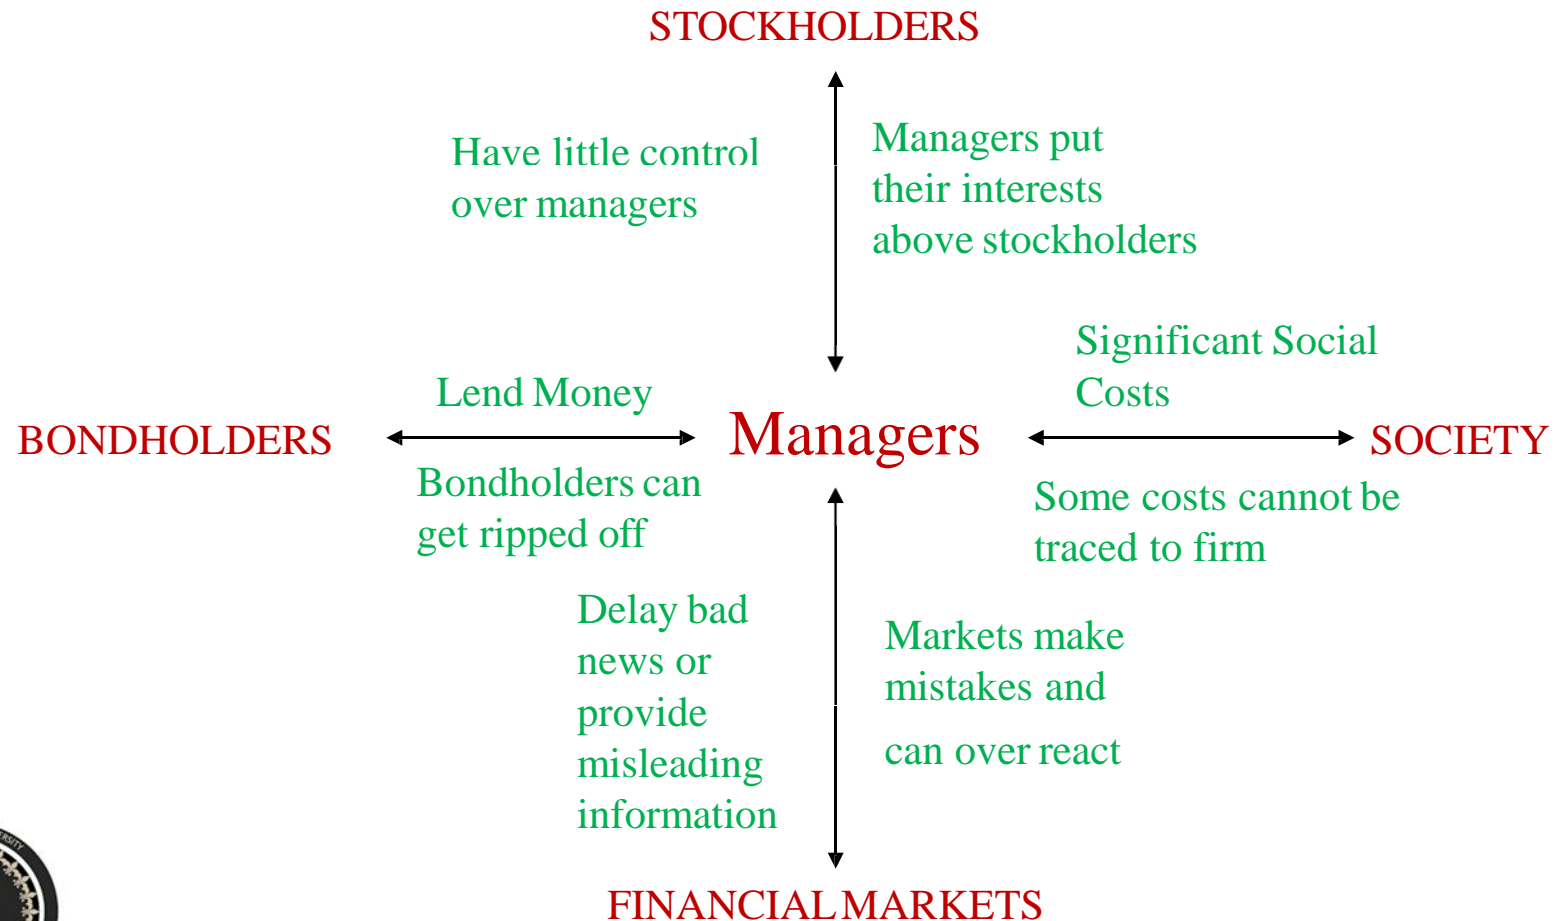 STOCKHOLDERS
Have little control
over managers
Managers put
their interests
above stockholders
Significant Social
Costs
Lend Money
BONDHOLDERS
Managers
SOCIETY
Bondholders can
get ripped off
Some costs cannot be
traced to firm
Delay bad
news or
provide
misleading
information
Markets make
mistakes and
can over react
FINANCIAL MARKETS